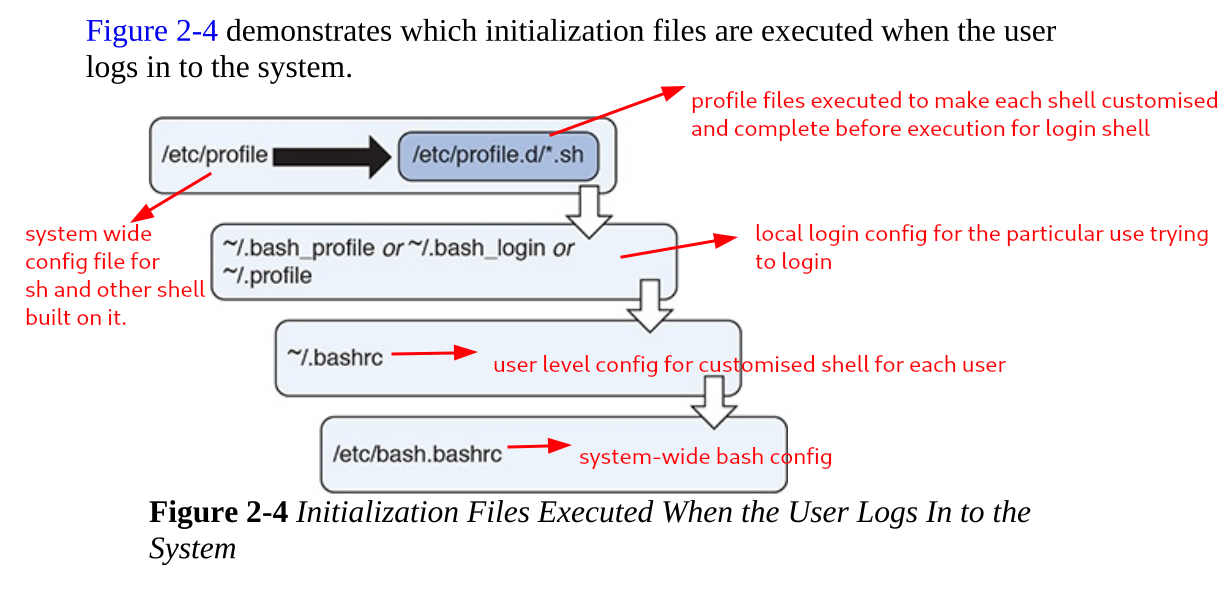 Figure 2-4 demonstrates which initialization files are executed when the user
logs in to the system.
profile files executed to make each shell customised
and complete before execution for login shell
/etc/profile
/etc/profile.d/*.sh
system wide
config file for
sh and other shell
built on it.
~/.bash_profile or ~/.bash_login or
~/.profile
local login config for the particular use trying
to login
~/.bashrc
user level config for customised shell for each user
/etc/bash.bashrc
system-wide bash config
Figure 2-4 Initialization Files Executed When the User Logs In to the
System